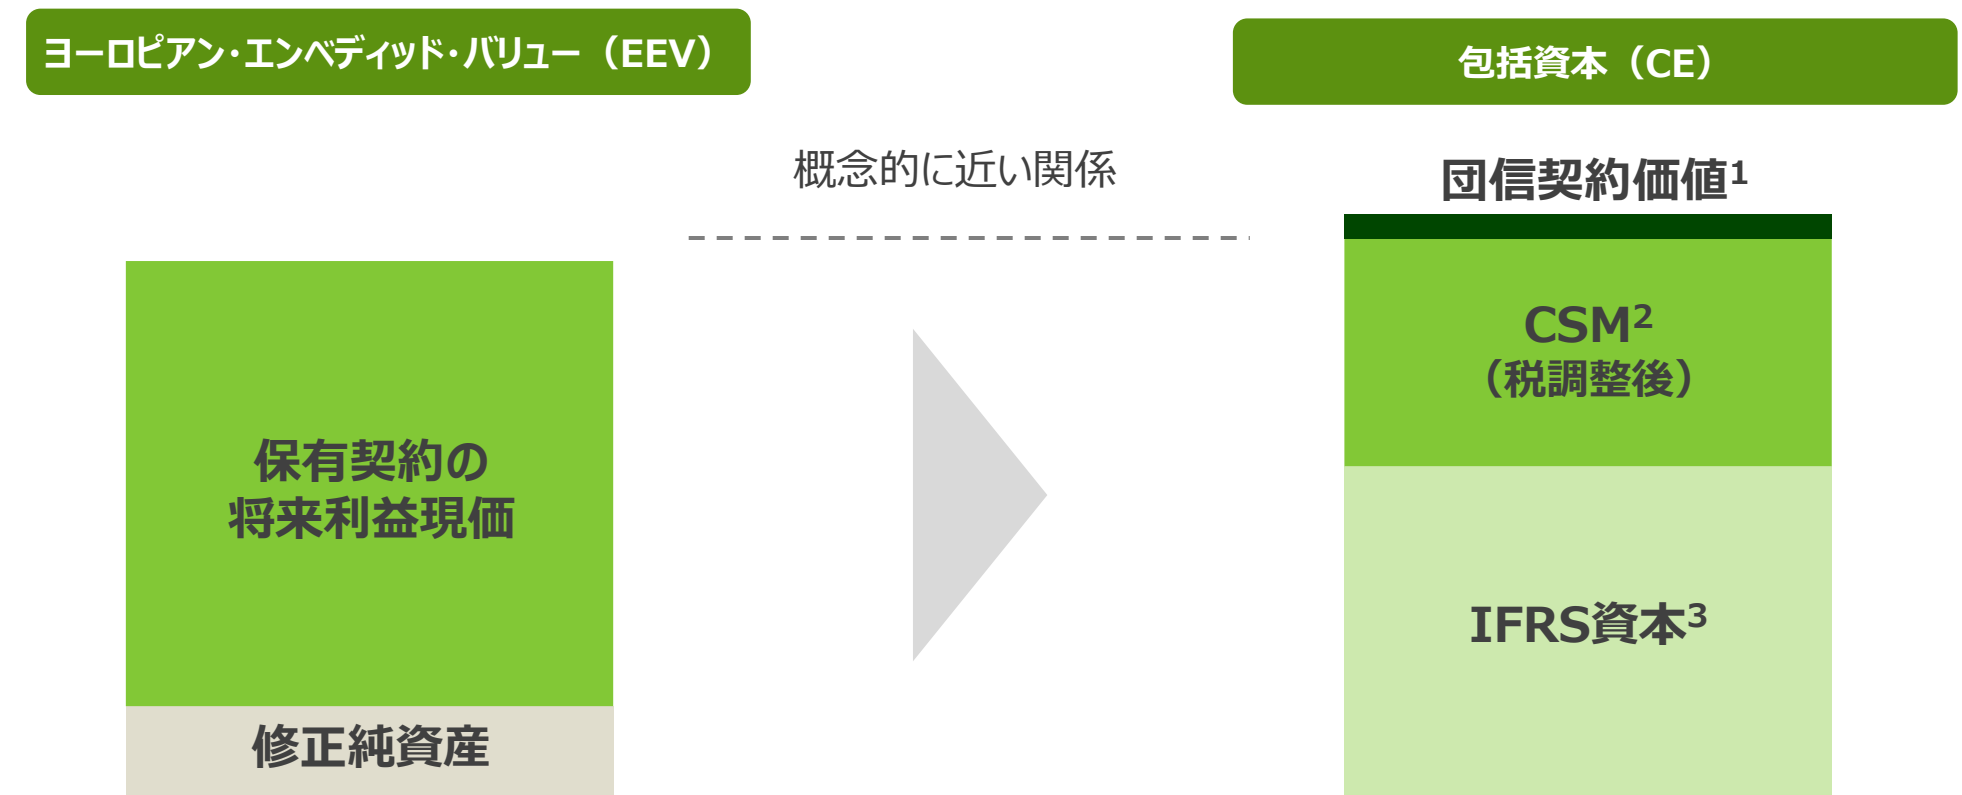 ヨーロピアン・エンベディッド・バリュー（EEV）
包括資本（CE）
概念的に近い関係
団信契約価値1
CSM2
（税調整後）
保有契約の
将来利益現価
IFRS資本3
修正純資産